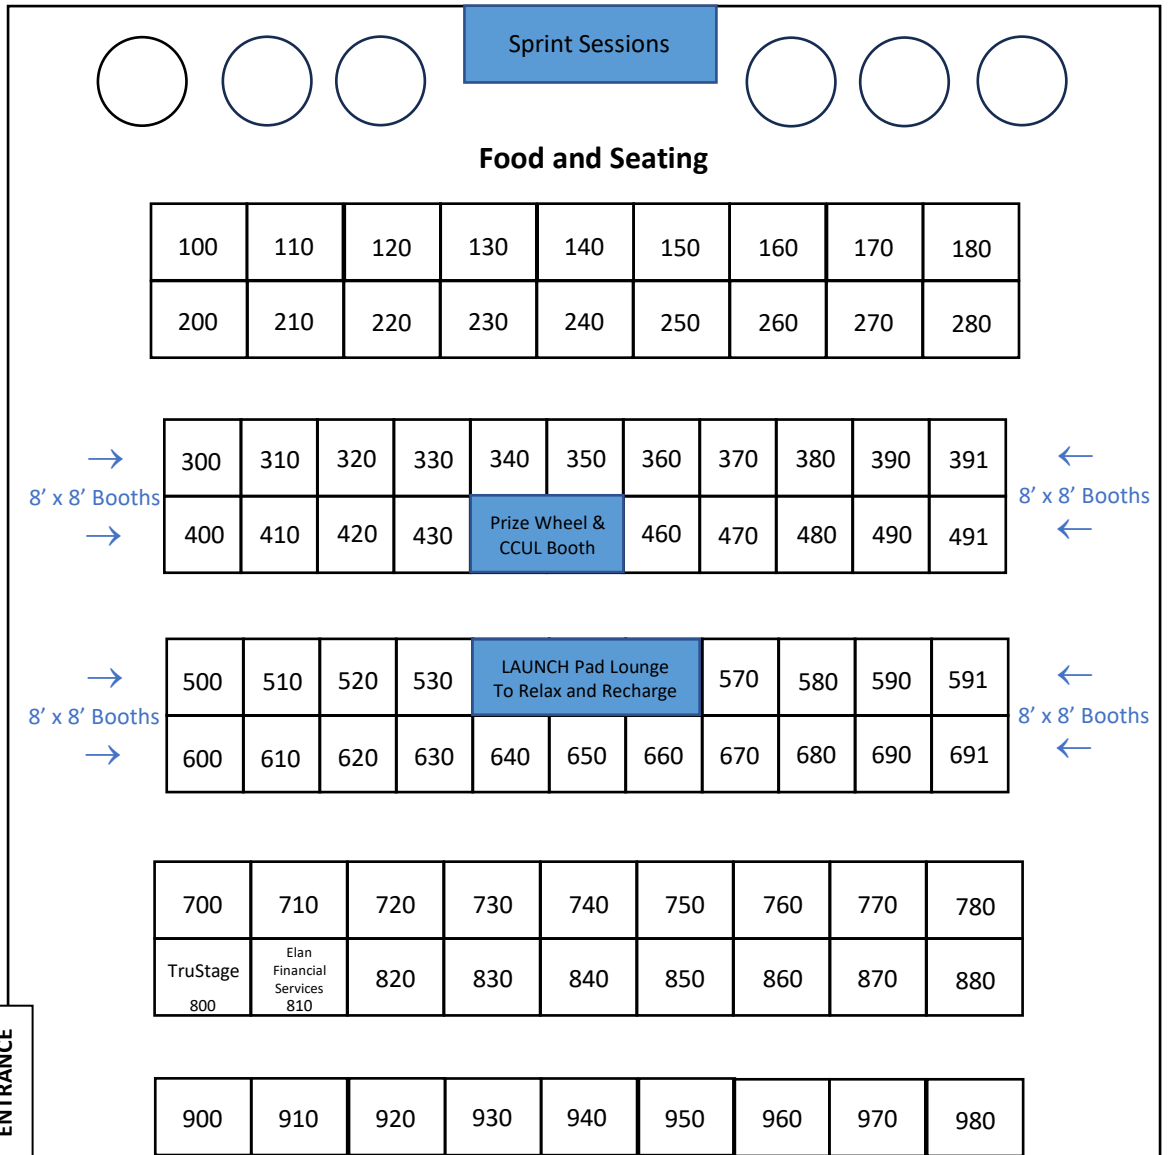 Sprint Sessions
Food and Seating
100 110 120 130 140 150 160 170 180
200 210 220 230 240 250 260 270 280
→ 300 310 320 330 340 350 360 370 380 390 391 ←
8’ x 8’ Booths
8’ x 8’ Booths
→ 400 410 420 430 Prize Wheel & 460 470 480 490 491 ←
CCUL Booth
→ 500 510 520 530 LAUNCH Pad Lounge 570 580 590 591 ←
To Relax and Recharge
8’ x 8’ Booths
8’ x 8’ Booths
→ 600 610 620 630 640 650 660 670 680 690 691 ←
700 710 720 730 740 750 760 770 780
TruStage
800
Elan
Financial
Services
810
820 830 840 850 860 870 880
ENTRANCE
900 910 920 930 940 950 960 970 980